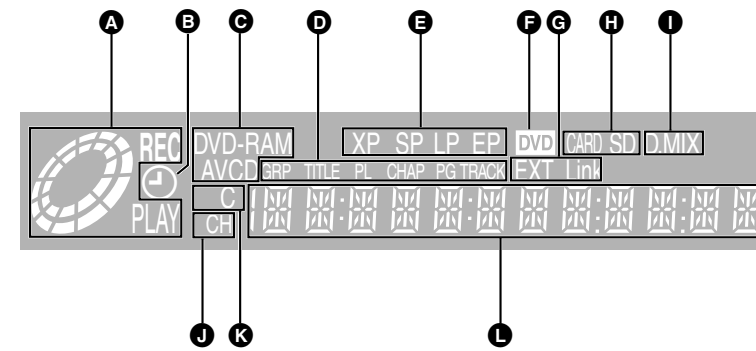 A B C D E F G H I
REC DVD-RAM XP SP LP EP DVD CARD SD D.MIX
AVCD GRP TITLE PL CHAP PG TRACK EXT Link
PLAY C
CH
J K L